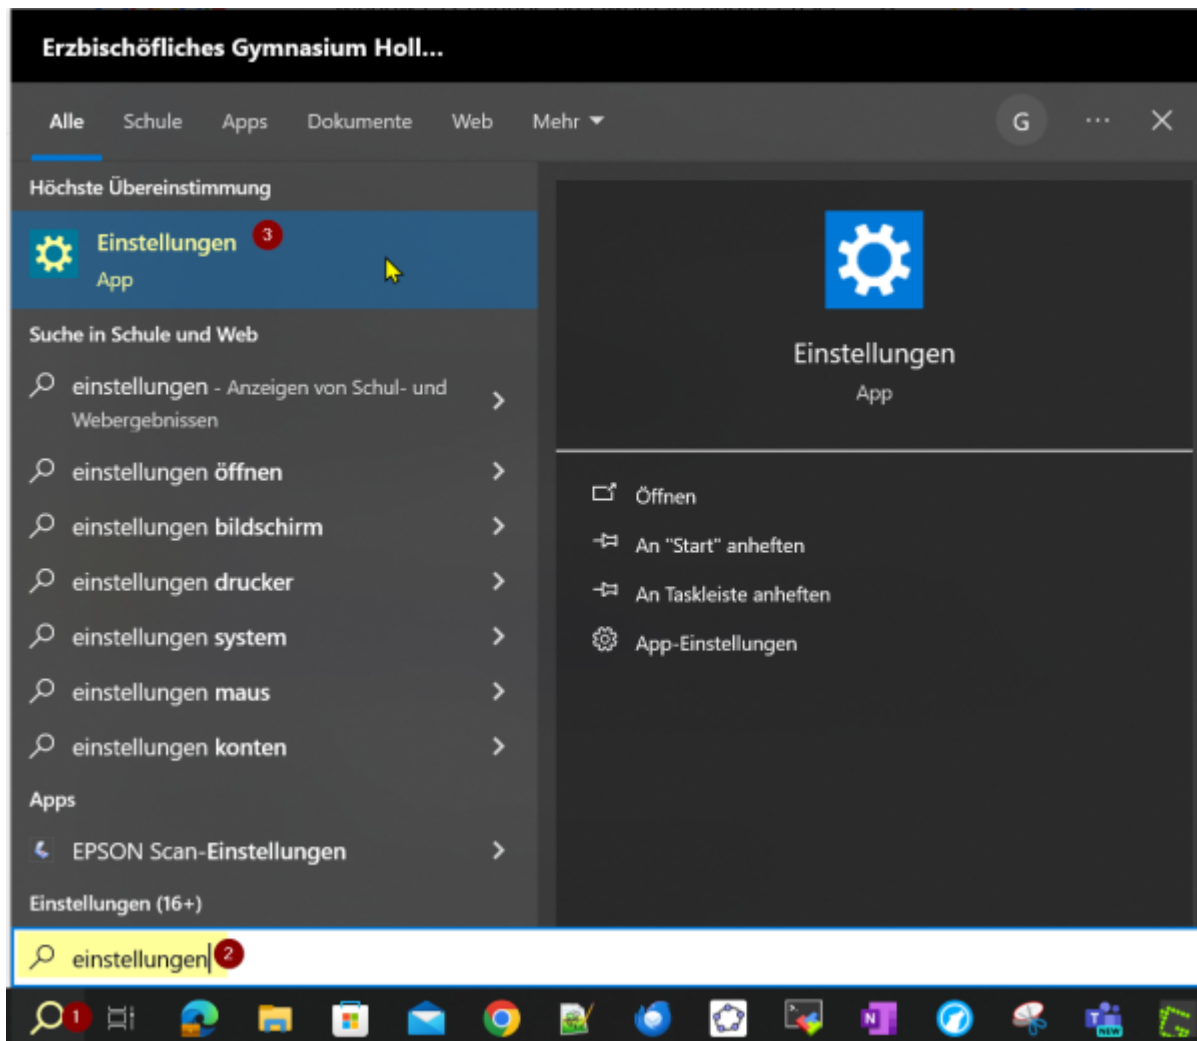 Erzbischöfliches Gymnasium Holl...
Alle Schule Apps Dokumente Web Mehr
G ...
Höchste Übereinstimmung
Einstellungen 3
App
Suche in Schule und Web
einstellungen - Anzeigen von Schul- und
Webergebnissen
einstellungen öffnen
einstellungen bildschirm
einstellungen drucker
einstellungen system
einstellungen maus
einstellungen konten
Apps
EPSON Scan-Einstellungen
Einstellungen (16+)
einstellungen 2
Einstellungen
App
Öffnen
An "Start" anheften
An Taskleiste anheften
App-Einstellungen
1 N T NEW